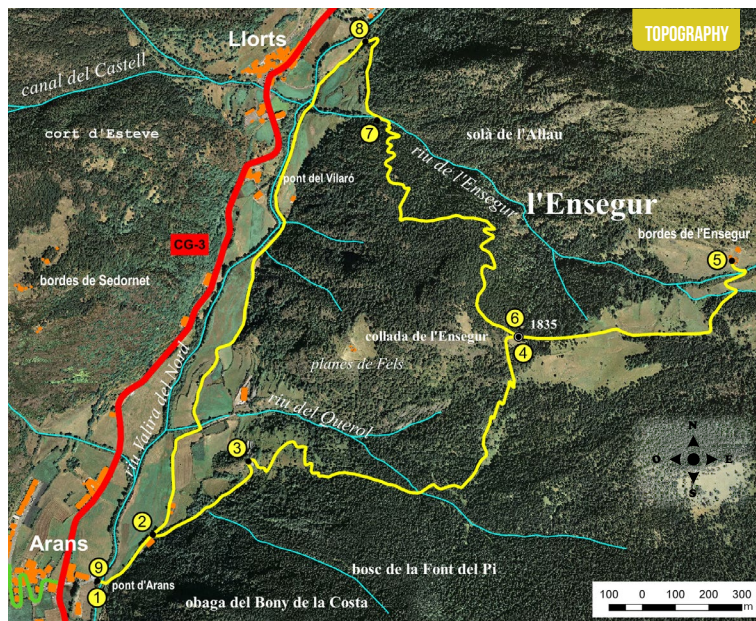 TOPOGRAPHY
8
Llorts
canal del Castell
cort d'Esteve
7
solà de l'Allau
riu de l'Ensegur
pont del Vilaró
l'Ensegur
bordes de l'Ensegur
5
CG-3
bordes de Sedornet
6
1835
collada de l'Ensegur
4
planes de Fels
riu Valira del Nord
riu del Querol
3
N
O E
S
2
Arans
9
pont d'Arans
1
bosc de la Font del Pi
obaga del Bony de la Costa
100 0 100 200 300
m